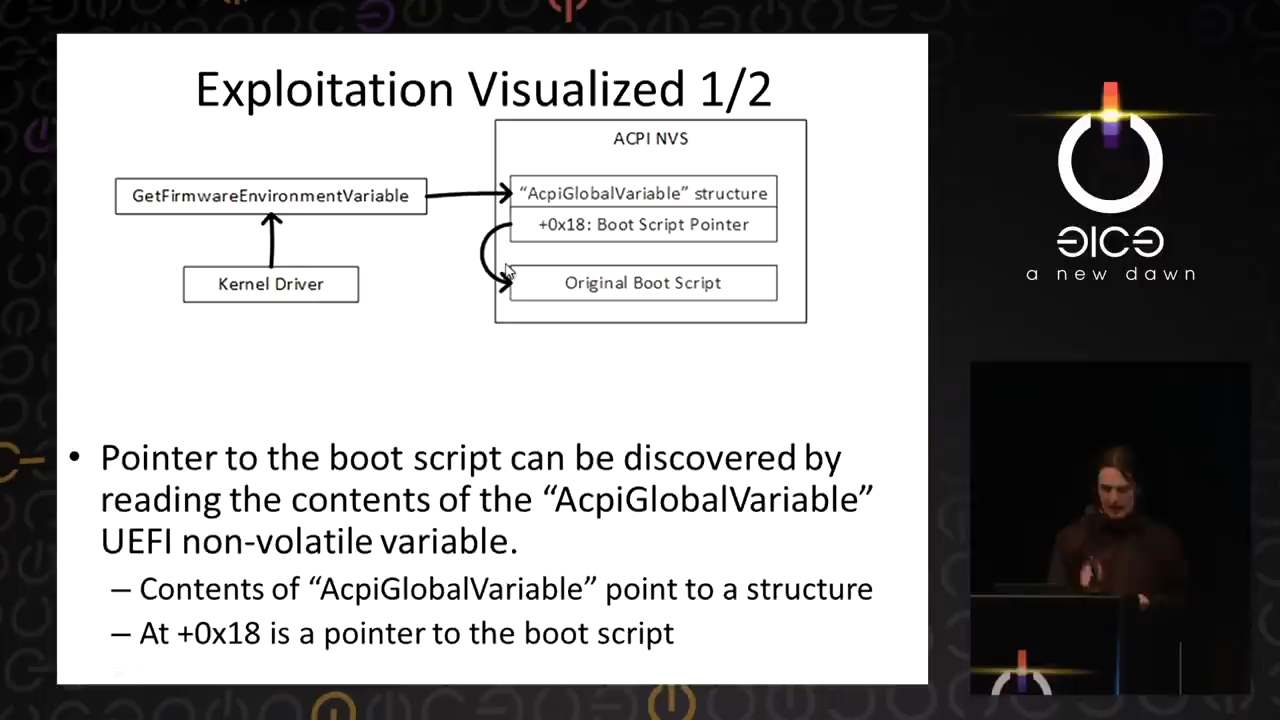 Exploitation Visualized 1/2
ACPI NVS
GetFirmwareEnvironmentVariable
“AcpiGlobalVariable” structure
+0x18: Boot Script Pointer
Kernel Driver
Original Boot Script
• Pointer to the boot script can be discovered by
reading the contents of the “AcpiGlobalVariable”
UEFI non-volatile variable.
– Contents of “AcpiGlobalVariable” point to a structure
– At +0x18 is a pointer to the boot script
a new dawn